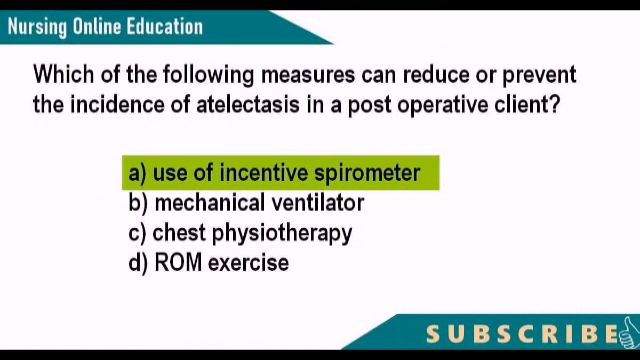 Nursing Online Education
Which of the following measures can reduce or prevent
the incidence of atelectasis in a post operative client?
a) use of incentive spirometer
b) mechanical ventilator
c) chest physiotherapy
d) ROM exercise
SUBSCRIBE